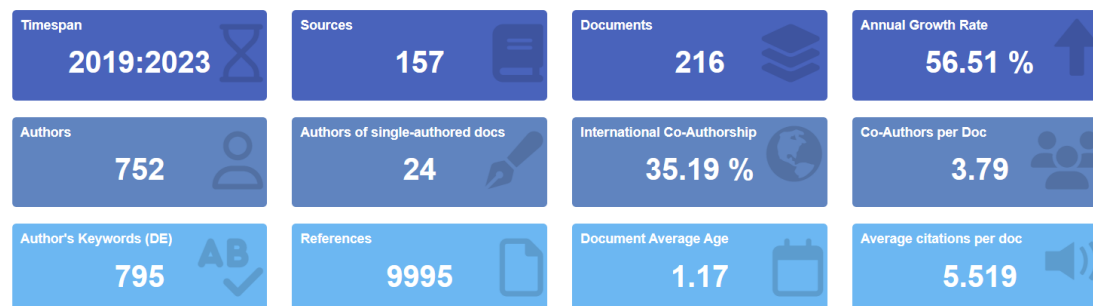 Timespan
2019:2023
Sources
157
Documents
216
Annual Growth Rate
56.51 %
Authors
752
Authors of single-authored docs
24
International Co-Authorship
35.19 %
Co-Authors per Doc
3.79
Author's Keywords (DE)
795
AB
References
9995
Document Average Age
1.17
Average citations per doc
5.519